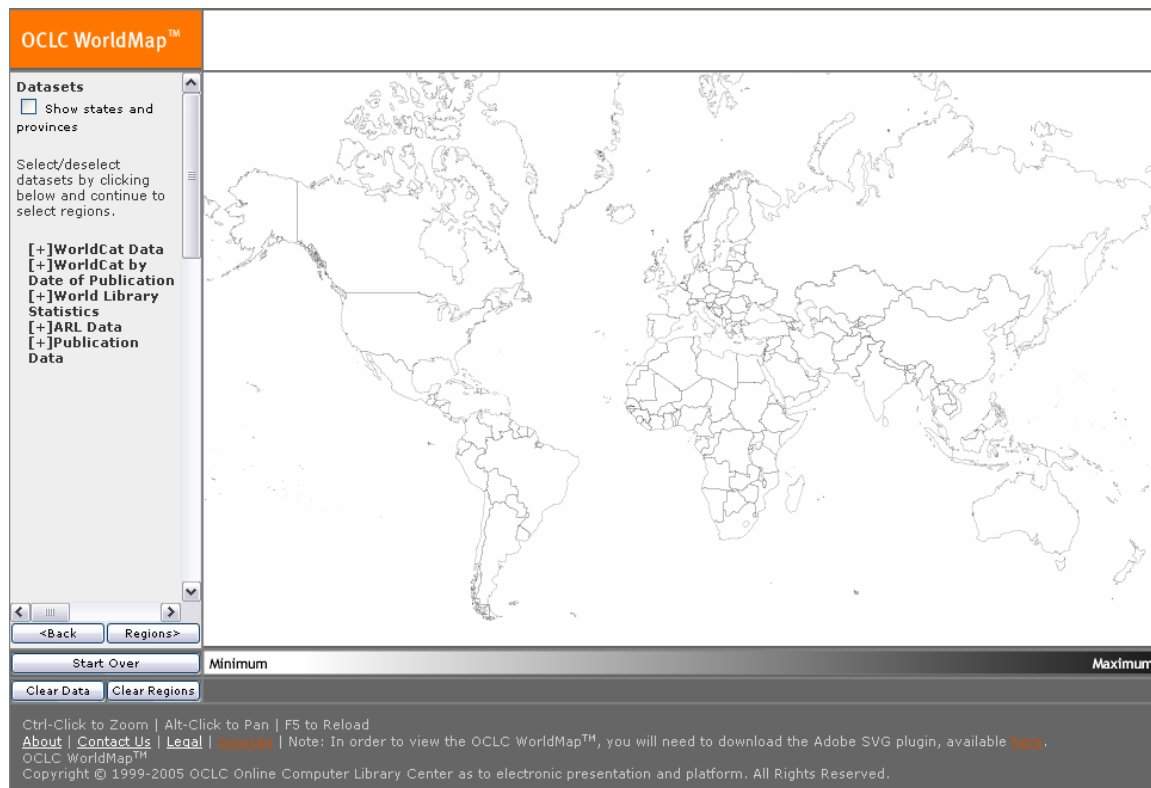 OCLC WorldMap™
Datasets
Show states and
provinces
Select/deselect
datasets by clicking
below and continue to
select regions.
[+]WorldCat Data
[+]WorldCat by
Date of Publication
[+]World Library
Statistics
[+]ARL Data
[+]Publication
Data
<Back Regions>
Start Over
Minimum Maximum
Clear Data Clear Regions
Ctrl-Click to Zoom | Alt-Click to Pan | F5 to Reload
About | Contact Us | Legal | Sources | Note: In order to view the OCLC WorldMap™, you will need to download the Adobe SVG plugin, available here.
OCLC WorldMap™
Copyright © 1999-2005 OCLC Online Computer Library Center as to electronic presentation and platform. All Rights Reserved.